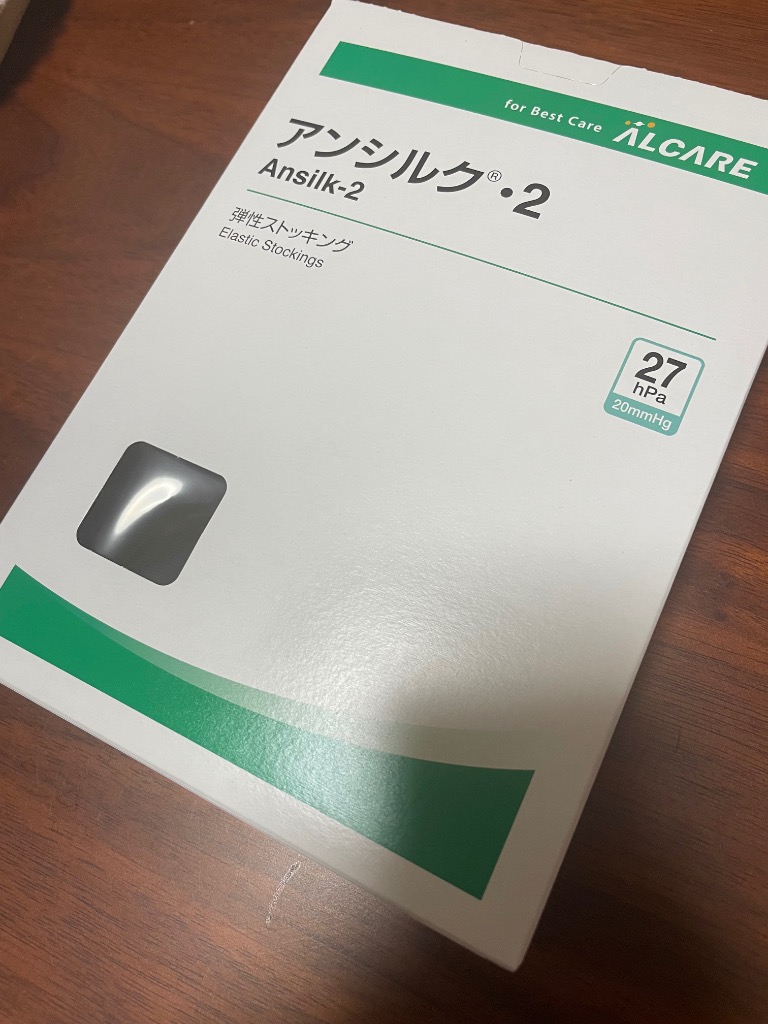 for Best Care ALCARE
アンシルク®・2
Ansilk-2
弾性ストッキング
Elastic Stockings
27
hPa
20mmHg